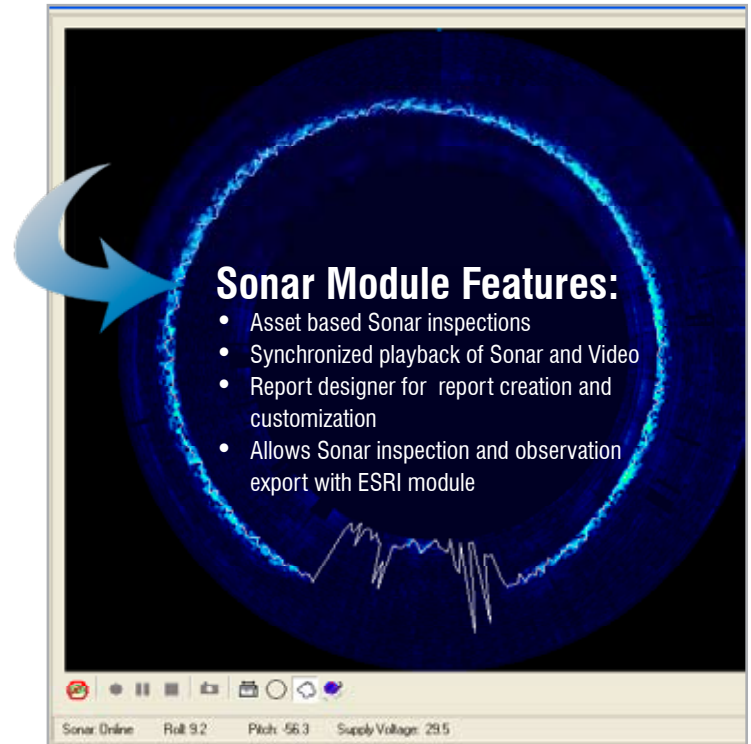 Sonar Module Features:
• Asset based Sonar inspections
• Synchronized playback of Sonar and Video
• Report designer for report creation and
customization
• Allows Sonar inspection and observation
export with ESRI module
Sonar: Online Roll: 9.2 Pitch: -56.3 Supply Voltage: 29.5